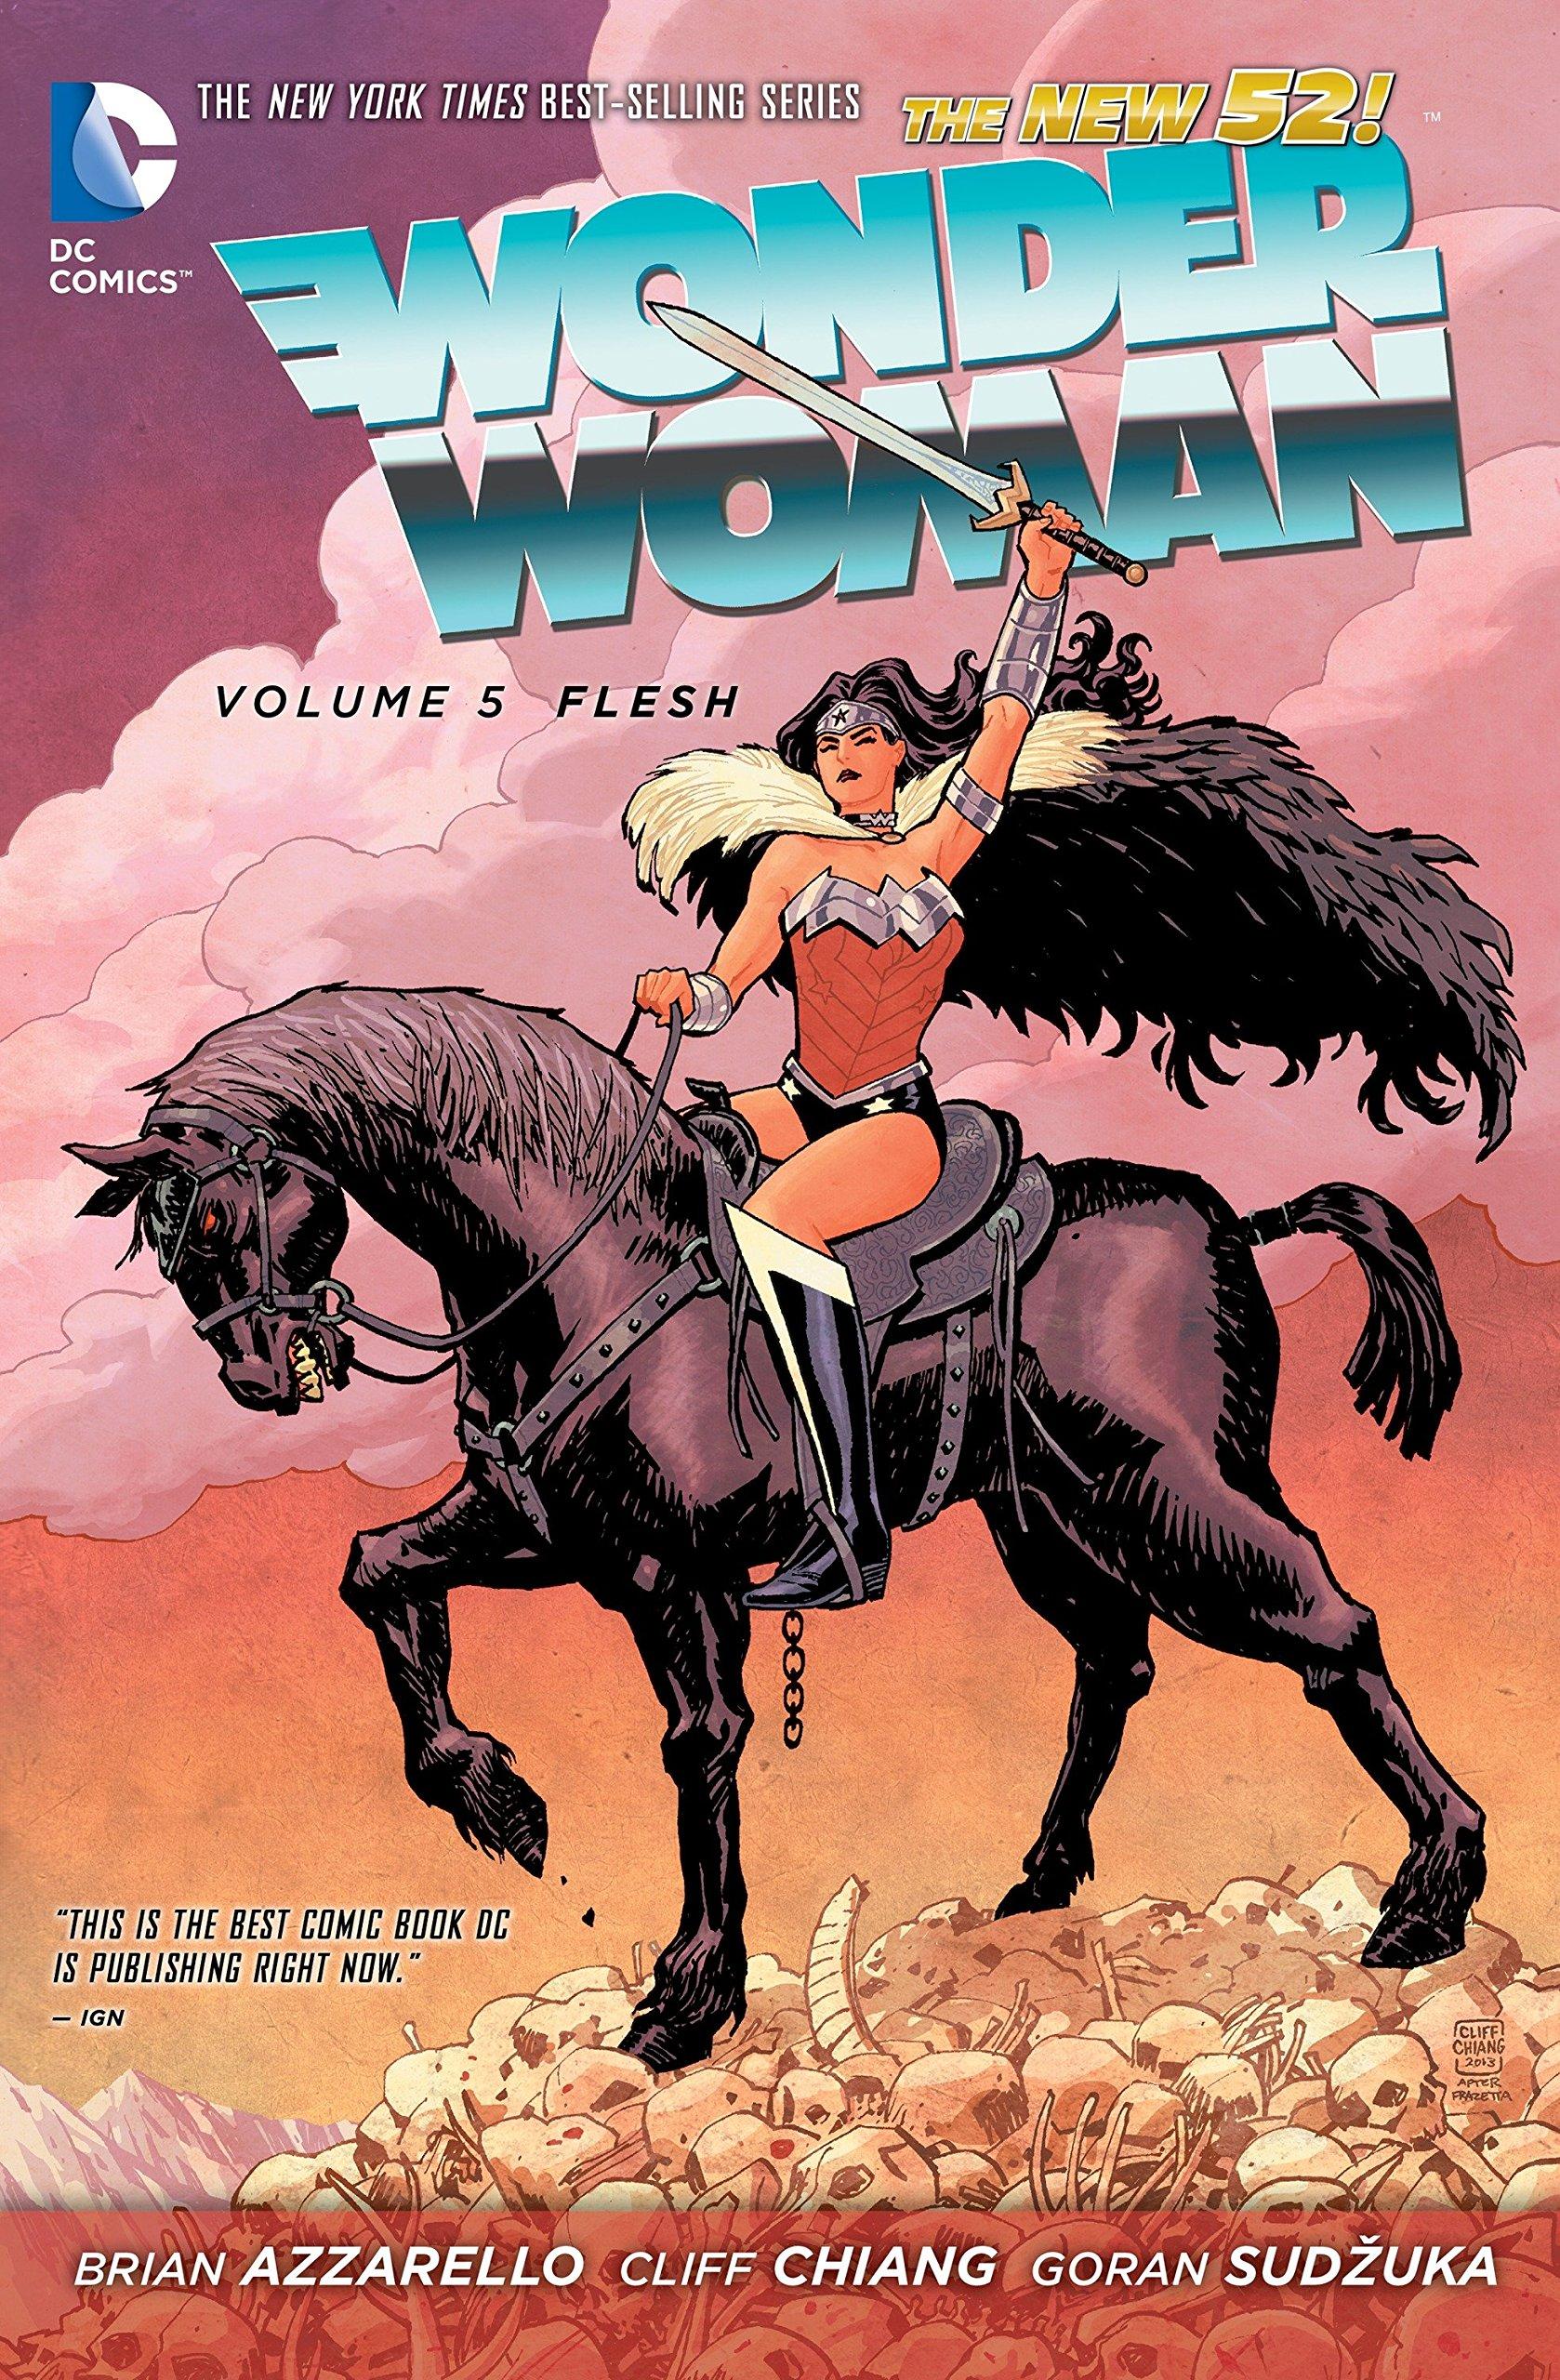 THE NEW YORK TIMES BEST-SELLING SERIES
THE NEW 52!
TM
DC
COMICS™
WONDER
WOMAN
VOLUME 5 FLESH
W
"THIS IS THE BEST COMIC BOOK DC
IS PUBLISHING RIGHT NOW."
— IGN
CLIFF
CHIANG
2013
AFTER
FRAZETTA
BRIAN AZZARELLO CLIFF CHIANG GORAN SUDŽUKA